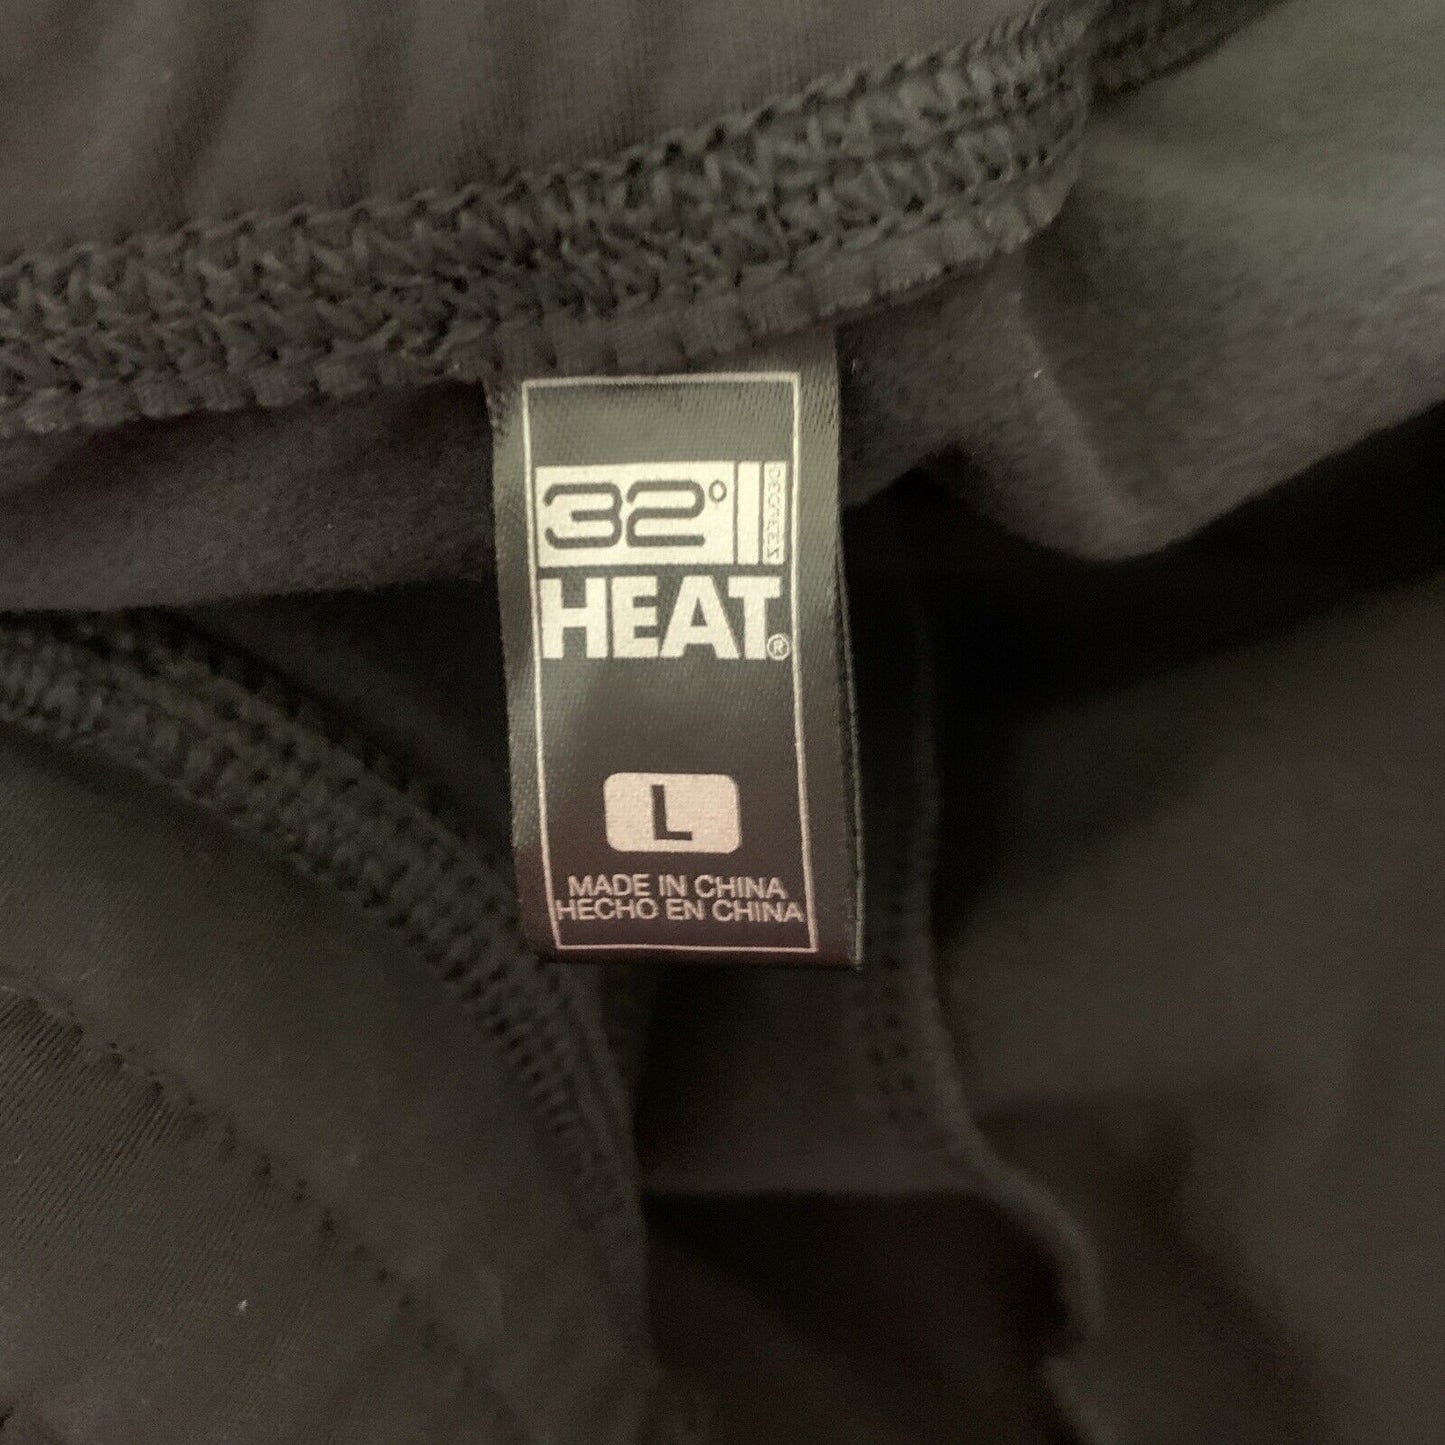 32° DEGREES
HEAT®
L
MADE IN CHINA
HECHO EN CHINA